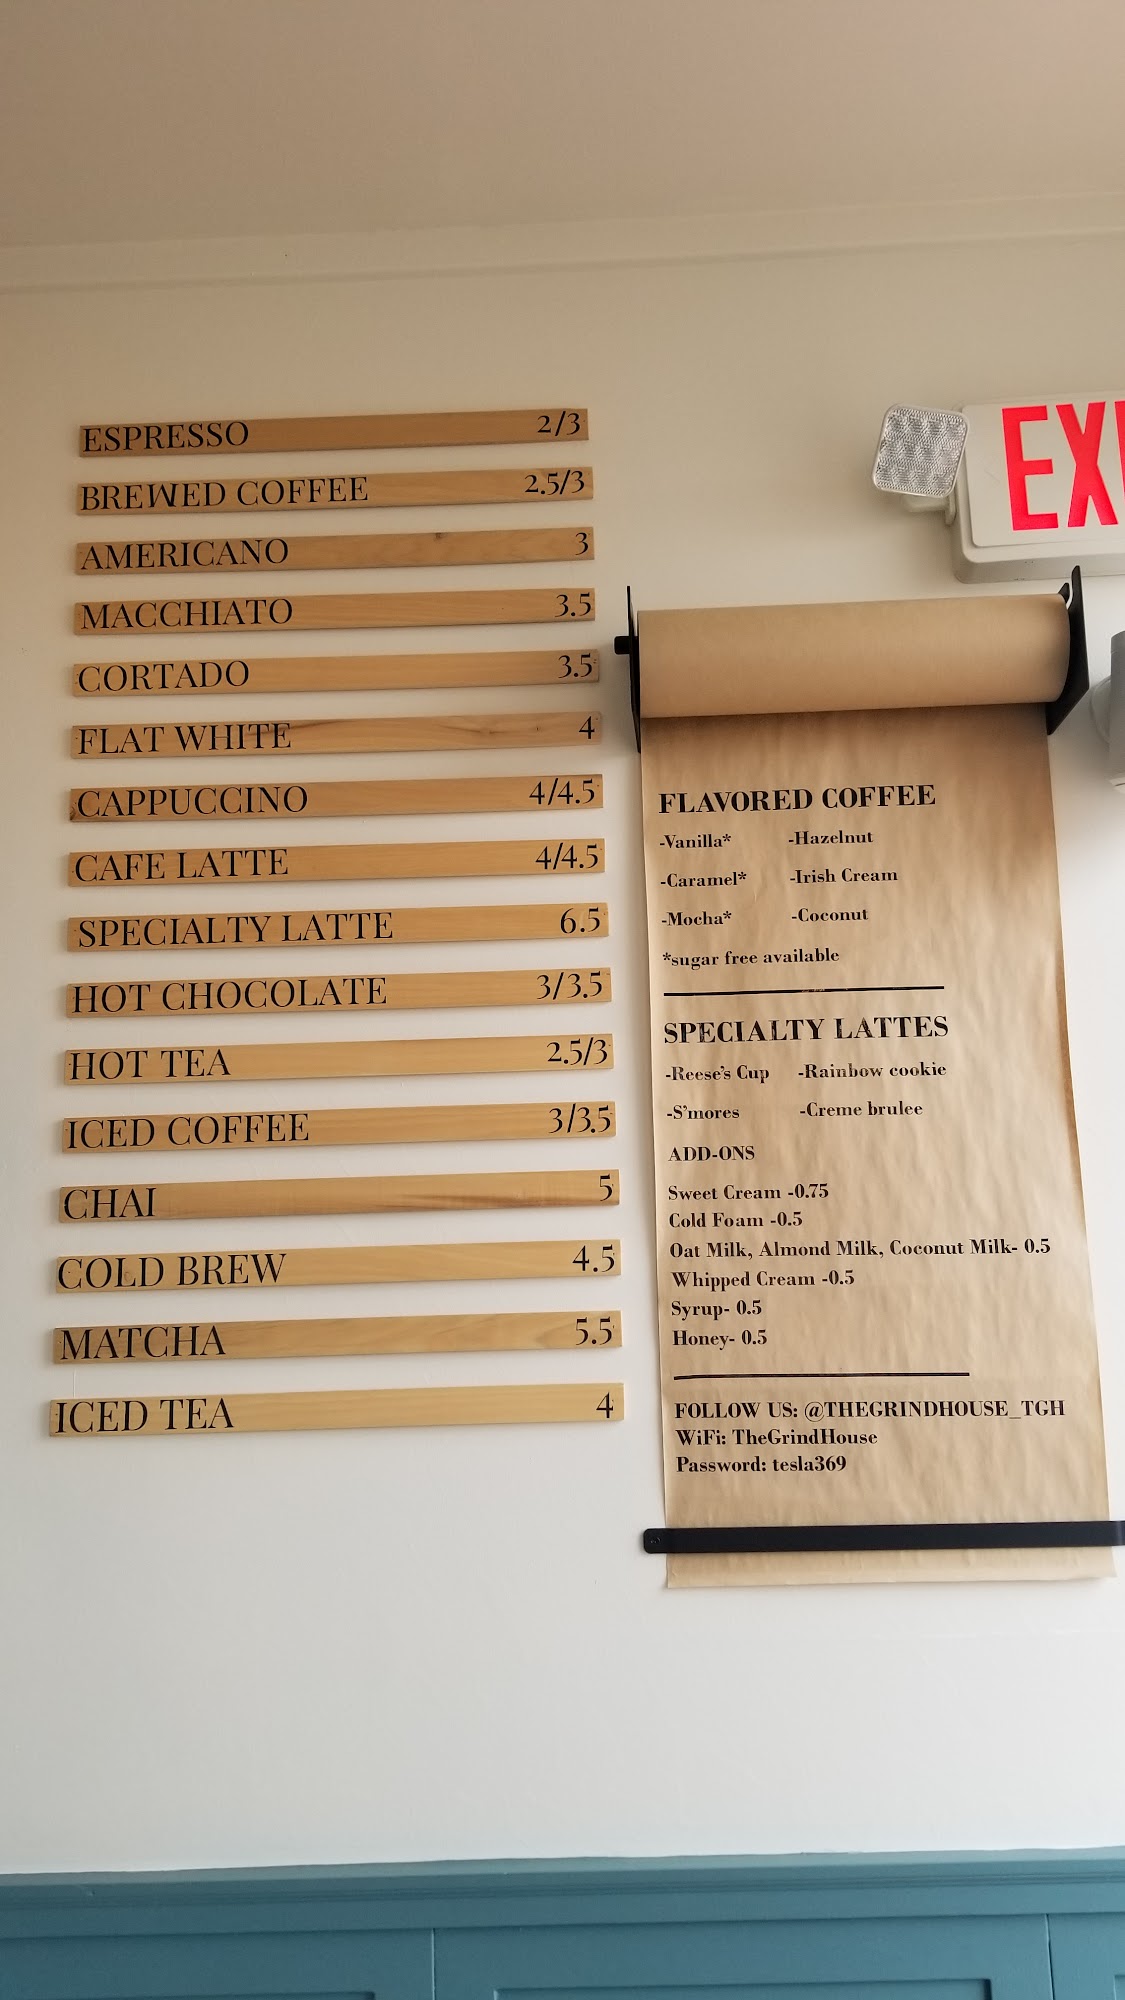 ESPRESSO 2/3
BREWED COFFEE 2.5/3
AMERICANO 3
MACCHIATO 3.5
CORTADO 3.5
FLAT WHITE 4
CAPPUCCINO 4/4.5
CAFE LATTE 4/4.5
SPECIALTY LATTE 6.5
HOT CHOCOLATE 3/3.5
HOT TEA 2.5/3
ICED COFFEE 3/3.5
CHAI 5
COLD BREW 4.5
MATCHA 5.5
ICED TEA 4
FLAVORED COFFEE
-Vanilla* -Hazelnut
-Caramel* -Irish Cream
-Mocha* -Coconut
*sugar free available
SPECIALTY LATTES
-Reese's Cup -Rainbow cookie
-S'mores -Creme brulee
ADD-ONS
Sweet Cream -0.75
Cold Foam -0.5
Oat Milk, Almond Milk, Coconut Milk- 0.5
Whipped Cream -0.5
Syrup- 0.5
Honey- 0.5
FOLLOW US: @THEGRINDHOUSE_TGH
WiFi: TheGrindHouse
Password: tesla369